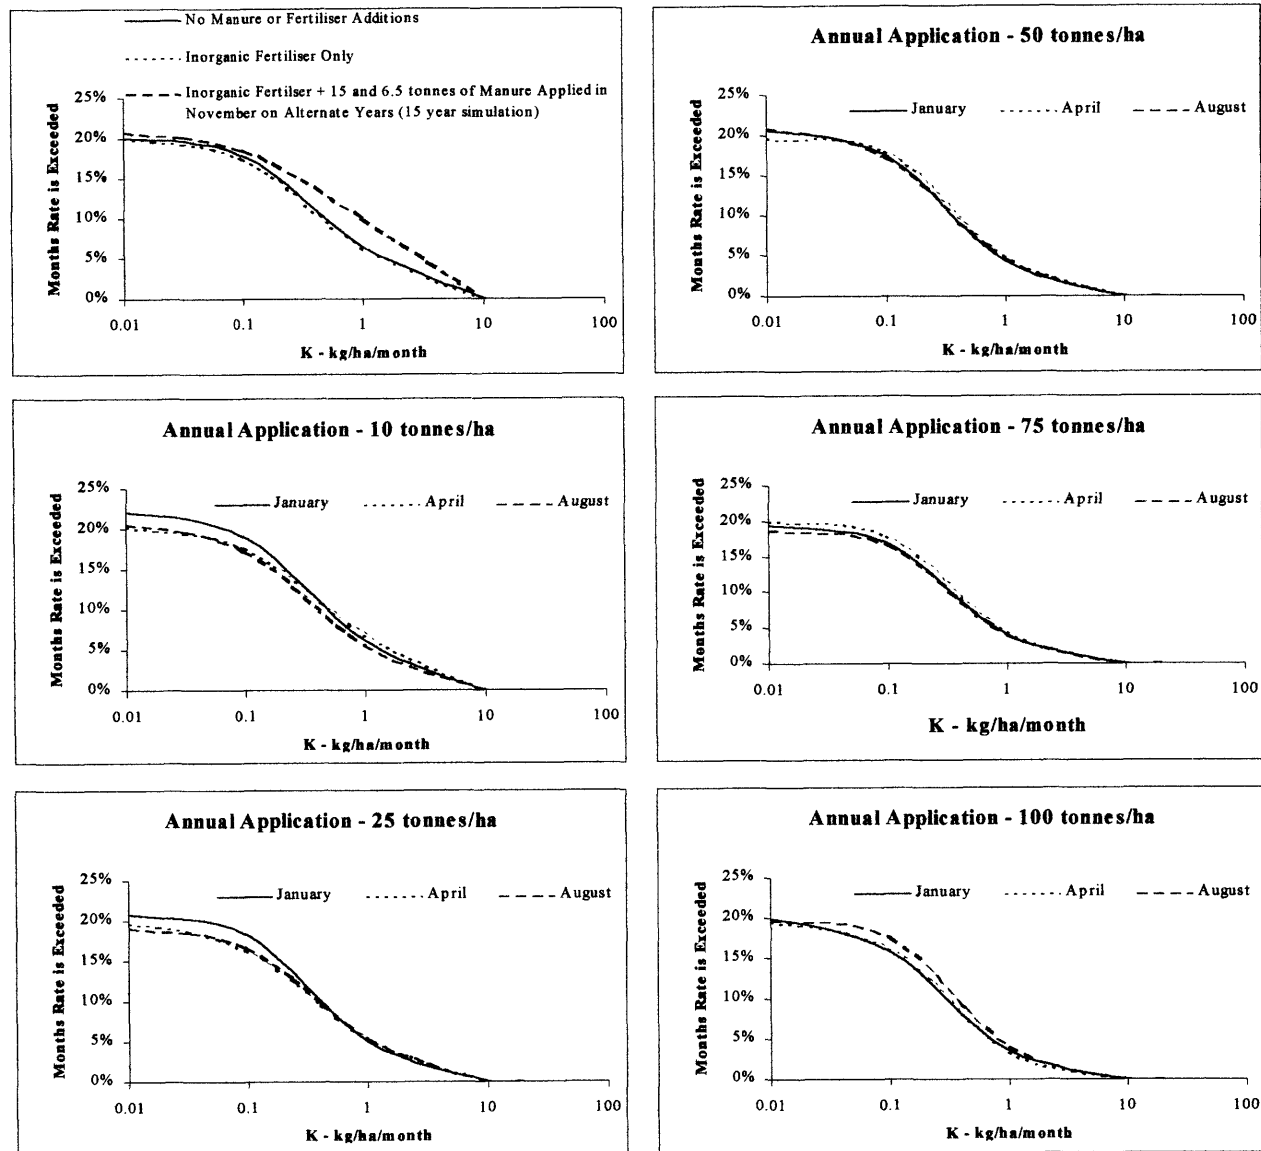 No Manure or Fertiliser Additions
Inorganic Fertiliser Only
Inorganic Fertilser + 15 and 6.5 tonnes of Manure Applied in
November on Alternate Years (15 year simulation)
Months Rate is Exceeded
25%
20%
15%
10%
5%
0%
0.01 0.1 1 10 100
K - kg/ha/month
Annual Application - 50 tonnes/ha
January April August
Months Rate is Exceeded
25%
20%
15%
10%
5%
0%
0.01 0.1 1 10 100
K - kg/ha/month
Annual Application - 10 tonnes/ha
January April August
Months Rate is Exceeded
25%
20%
15%
10%
5%
0%
0.01 0.1 1 10 100
K - kg/ha/month
Annual Application - 75 tonnes/ha
January April August
Months Rate is Exceeded
25%
20%
15%
10%
5%
0%
0.01 0.1 1 10 100
K - kg/ha/month
Annual Application - 25 tonnes/ha
January April August
Months Rate is Exceeded
25%
20%
15%
10%
5%
0%
0.01 0.1 1 10 100
K - kg/ha/month
Annual Application - 100 tonnes/ha
January April August
Months Rate is Exceeded
25%
20%
15%
10%
5%
0%
0.01 0.1 1 10 100
K - kg/ha/month